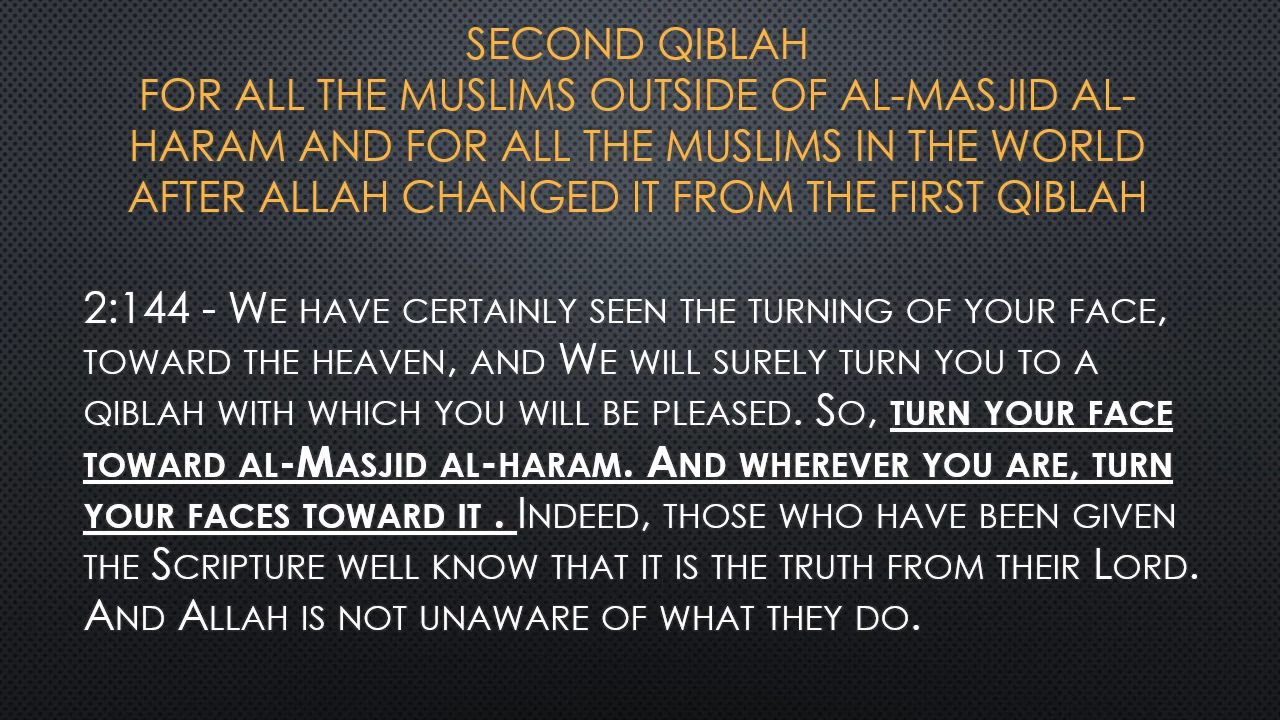 SECOND QIBLAH
FOR ALL THE MUSLIMS OUTSIDE OF AL-MASJID AL-
HARAM AND FOR ALL THE MUSLIMS IN THE WORLD
AFTER ALLAH CHANGED IT FROM THE FIRST QIBLAH
2:144 - We have certainly seen the turning of your face,
toward the heaven, and We will surely turn you to a
qiblah with which you will be pleased. So, turn your face
toward al-Masjid al-haram. And wherever you are, turn
your faces toward it . Indeed, those who have been given
the Scripture well know that it is the truth from their Lord.
And Allah is not unaware of what they do.